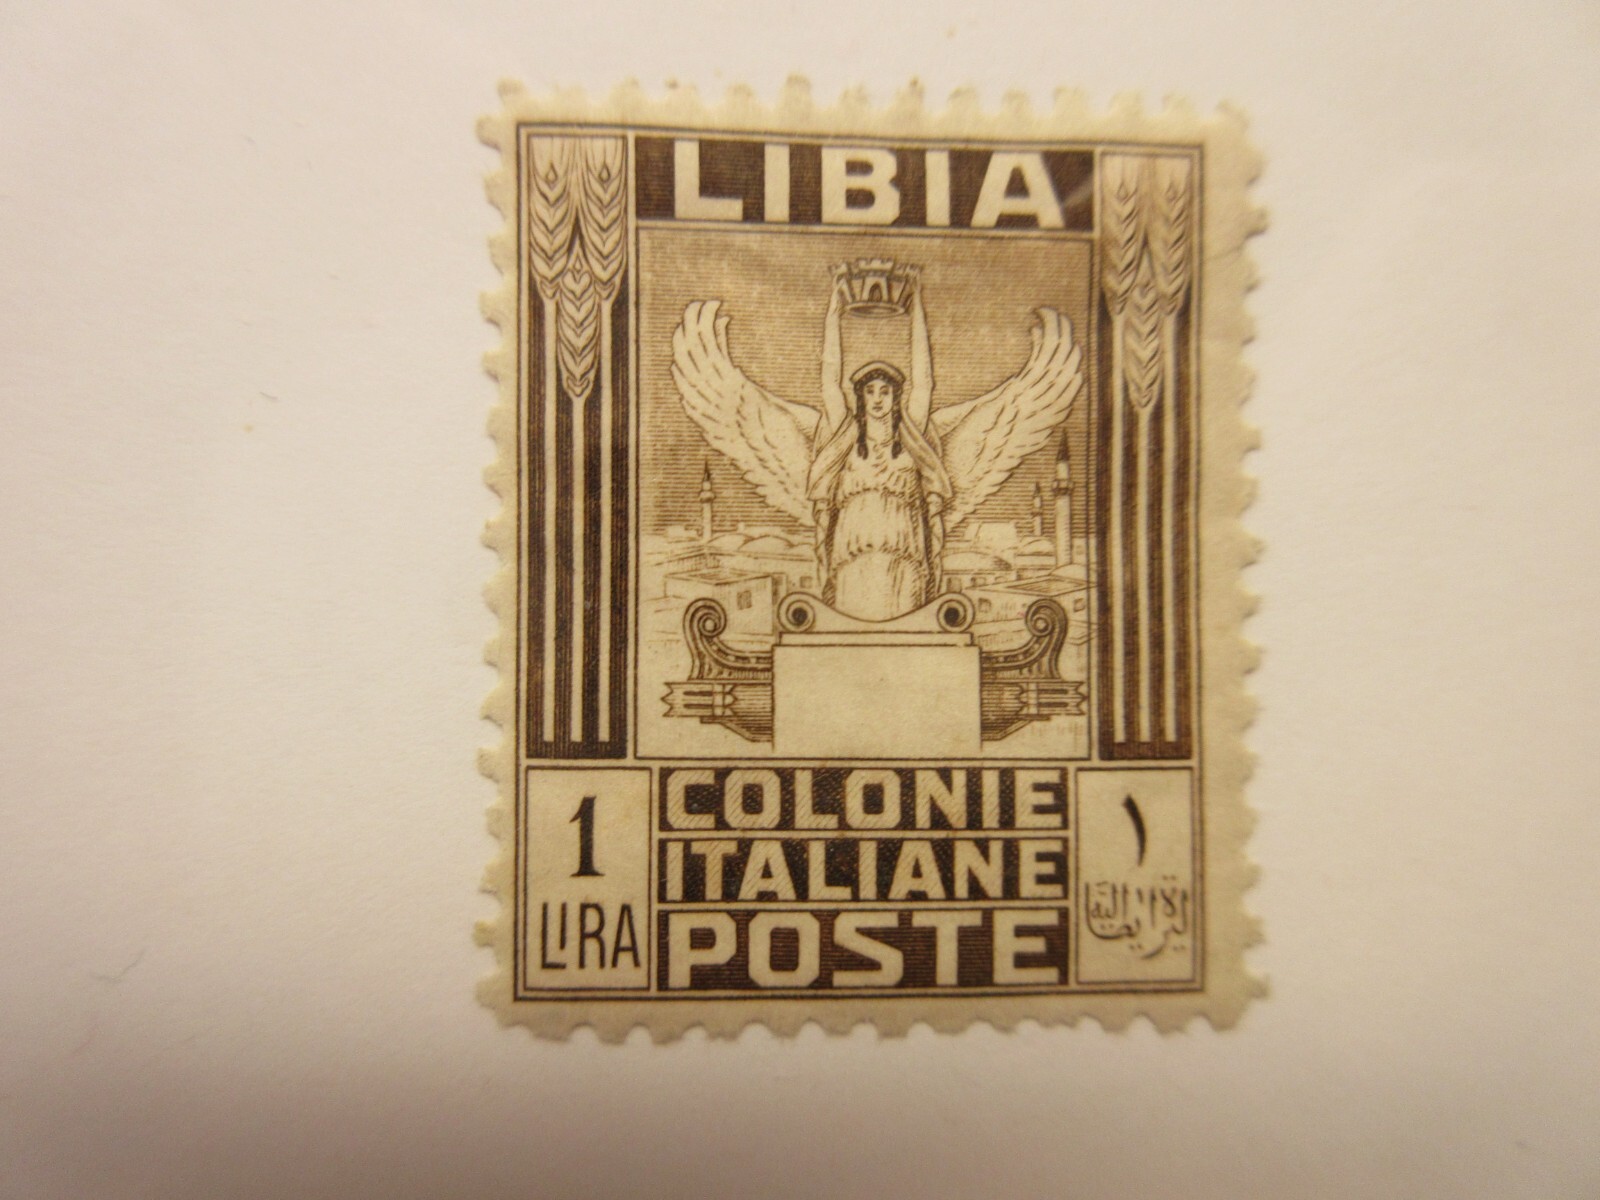 LIBIA
COLONIE
ITALIANE
POSTE
1
LIRA
١